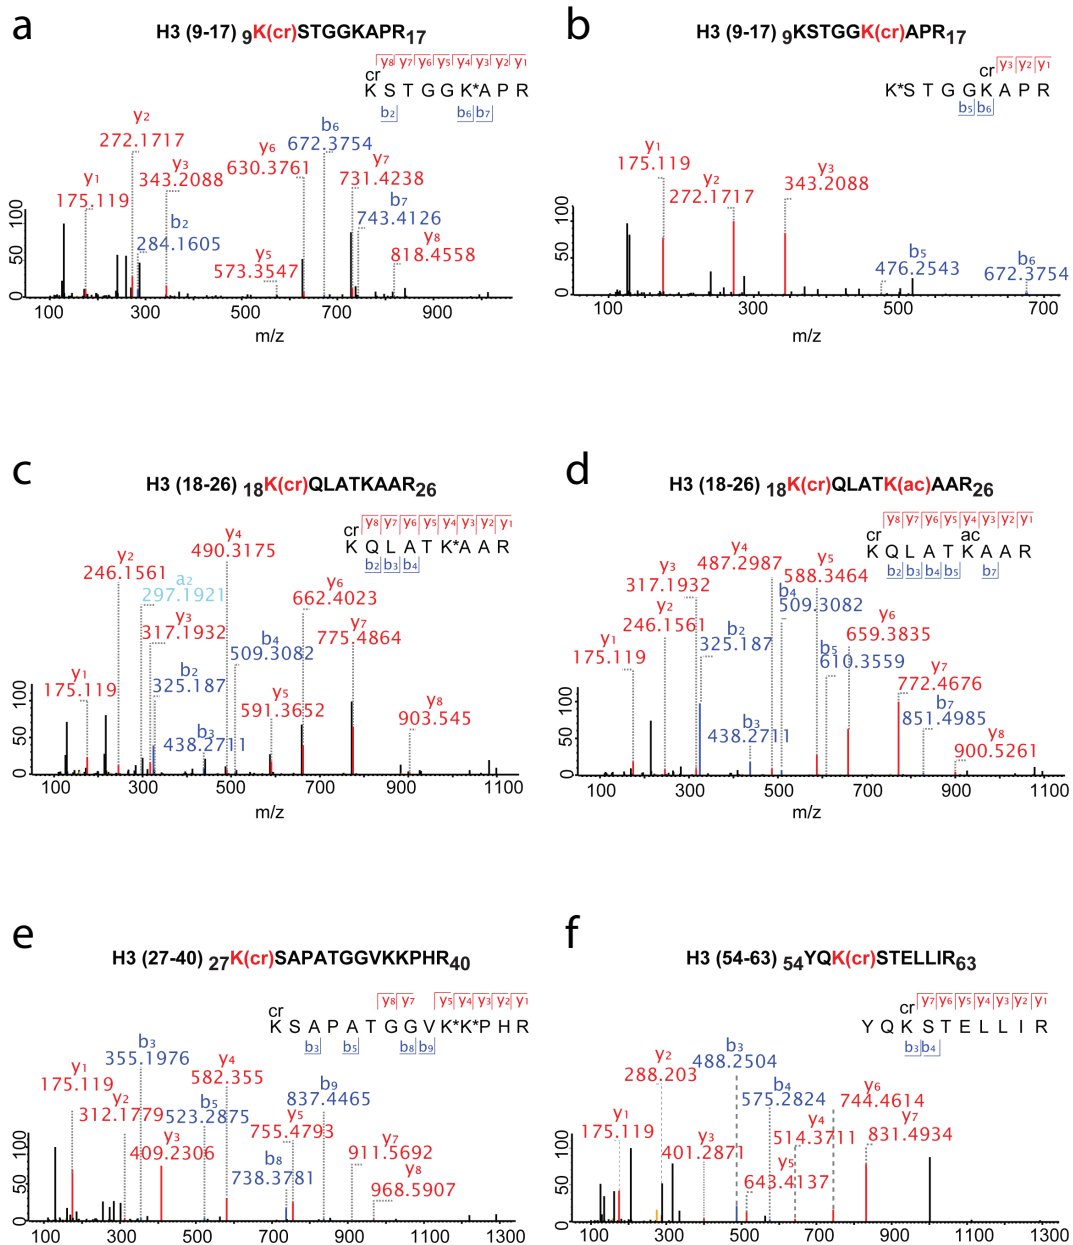 a
H3 (9-17) 9K(cr)STGGKAPR17
y8 y7 y6 y5 y4 y3 y2 y1
cr
K S T G G K*A P R
b2 b6 b7
y2
272.1717
y1
175.119
y3
343.2088
b2
284.1605
y6
630.3761
y5
573.3547
b6
672.3754
y7
731.4238
b7
743.4126
y8
818.4558
100
50
0
100 300 500 700 900
m/z
b
H3 (9-17) 9KSTGGK(cr)APR17
y3 y2 y1
cr
K*S T G G K A P R
b5 b6
y1
175.119
y2
272.1717
y3
343.2088
b5
476.2543
b6
672.3754
100
50
0
100 300 500 700
m/z
c
H3 (18-26) 18K(cr)QLATKAAR26
y8 y7 y6 y5 y4 y3 y2 y1
cr
K Q L A T K*A A R
b2 b3 b4
y4
490.3175
y2
246.1561
a2
297.1921
y3
317.1932
y6
662.4023
y7
775.4864
b4
509.3082
b2
325.187
y1
175.119
y5
591.3652
y8
903.545
b3
438.2711
100
50
0
100 300 500 700 900 1100
m/z
d
H3 (18-26) 18K(cr)QLATK(ac)AAR26
y8 y7 y6 y5 y4 y3 y2 y1
cr ac
K Q L A T K A A R
b2 b3 b4 b5 b7
y4
487.2987
y5
588.3464
y3
317.1932
b4
509.3082
y2
246.1561
b2
325.187
y6
659.3835
y1
175.119
b5
610.3559
y7
772.4676
b7
851.4985
b3
438.2711
y8
900.5261
100
50
0
100 300 500 700 900 1100
m/z
e
H3 (27-40) 27K(cr)SAPATGGVKKPHR40
y8 y7 y5 y4 y3 y2 y1
cr
K S A P A T G G V K*K*P H R
b3 b5 b8 b9
b3
355.1976
y1
175.119
y4
582.355
y2
312.1779
b5
523.2875
b9
837.4465
y3
409.2306
y5
755.4793
y7
911.5692
b8
738.3781
y8
968.5907
100
50
0
100 300 500 700 900 1100 1300
f
H3 (54-63) 54YQK(cr)STELLIR63
y7 y6 y5 y4 y3 y2 y1
cr
Y Q K S T E L L I R
b3 b4
b3
488.2504
y2
288.203
b4
575.2824
y6
744.4614
y1
175.119
y4
514.3711
y7
831.4934
y3
401.2871
y5
643.4137
100
50
0
100 300 500 700 900 1100 1300